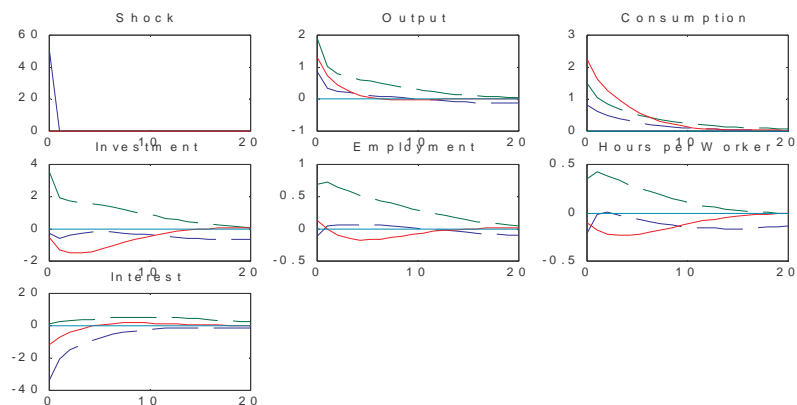 Shock Output Consumption
60 2 3
40 1 2
20 0 1
0 -1 0
0 10 20 0 10 20 0 10 20
Investment Employment Hours per Worker
4 1 0.5
2 0.5
0 0 0
-2 -0.5 -0.5
0 10 20 0 10 20 0 10 20
Interest
20
0
-20
-40
0 10 20